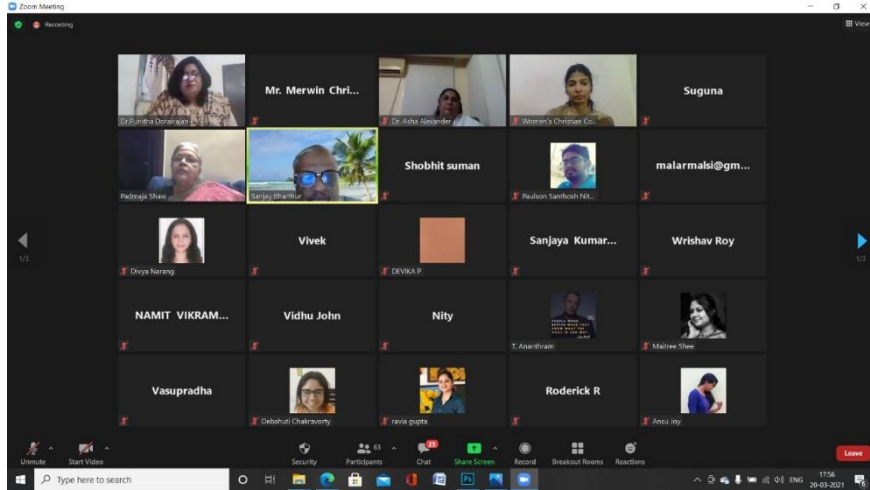 Zoom Meeting
Recording
View
Dr.Punitha Dorairajan
Mr. Merwin Chri...
Dr. Asha Alexander
Women's Christian Co...
Suguna
Padmaja Shaw
Sanjay Bharthur
Shobhit suman
Paulson Santhosh Nit...
malarmalsi@gm...
Divya Narang
Vivek
DEVIKA P
Sanjaya Kumar...
Wrishav Roy
1/3
1/3
NAMIT VIKRAM...
Vidhu John
Nity
T. Ananthram
Maitree Shee
Vasupradha
Debahuti Chakravorty
ravia gupta
Roderick R
Ansu Joy
Unmute
Start Video
Security
63
Participants
25
Chat
Share Screen
Record
Breakout Rooms
Reactions
Leave
Type here to search
Ps
ENG
17:56
20-03-2021